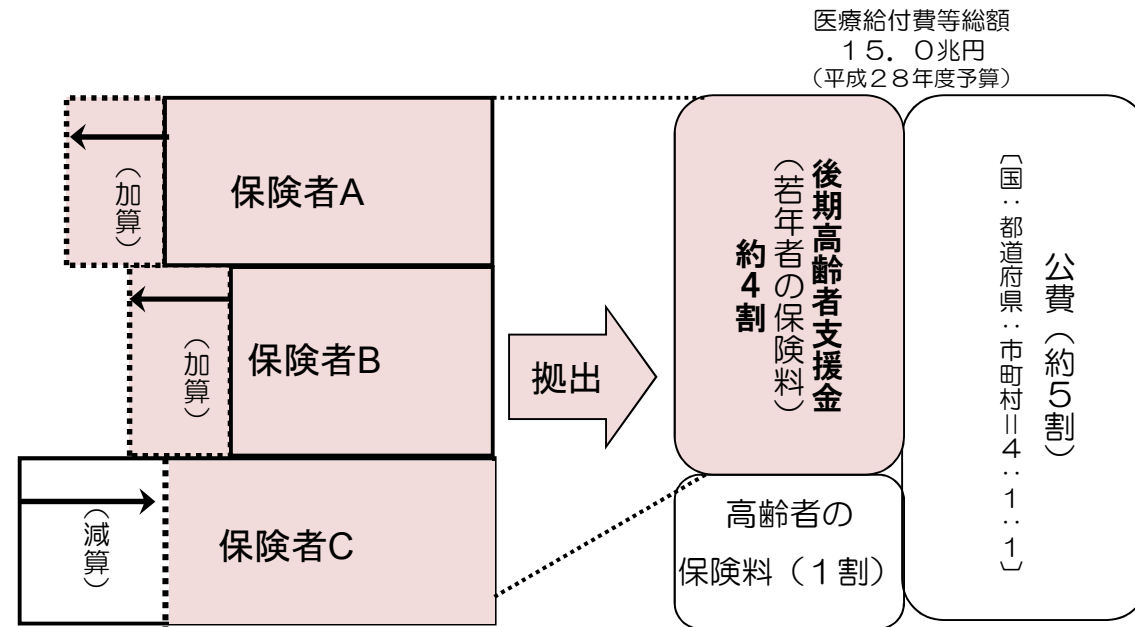 医療給付費等総額
１５．０兆円
（平成２８年度予算）
（加算）
保険者A
（加算）
保険者B
（減算）
保険者C
拠出
後期高齢者支援金
（若年者の保険料）
約４割
高齢者の
保険料（１割）
公費（約５割）
〔国：都道府県：市町村＝４：１：１〕